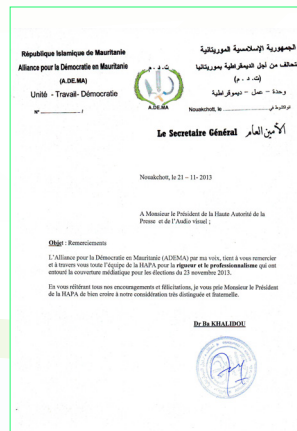 République Islamique de Mauritanie
Alliance pour la Démocratie en Mauritanie
(A.DE.MA)
Unité - Travail- Démocratie
N° /
ت . د . م
A.DE.MA
الجمهورية الإسلامية الموريتانية
تحالف من أجل الديمقراطية بموريتانيا
(ت . د . م)
وحدة – عمل – ديموقراطية
Nouakchott, le انواكشوط في
Le Secretaire Général الأمين العام
Nouakchott, le 21 – 11- 2013
A Monsieur le Président de la Haute Autorité de la
Presse et de l'Audio visuel ;
Objet : Remerciements
L'Alliance pour la Démocratie en Mauritanie (ADEMA) par ma voix, tient à vous remercier
et à travers vous toute l'équipe de la HAPA pour la rigueur et le professionnalisme qui ont
entouré la couverture médiatique pour les élections du 23 novembre 2013.
En vous réitérant tous nos encouragements et félicitations, je vous prie Monsieur le Président
de la HAPA de bien croire à notre considération très distinguée et fraternelle.
Dr Ba KHALIDOU